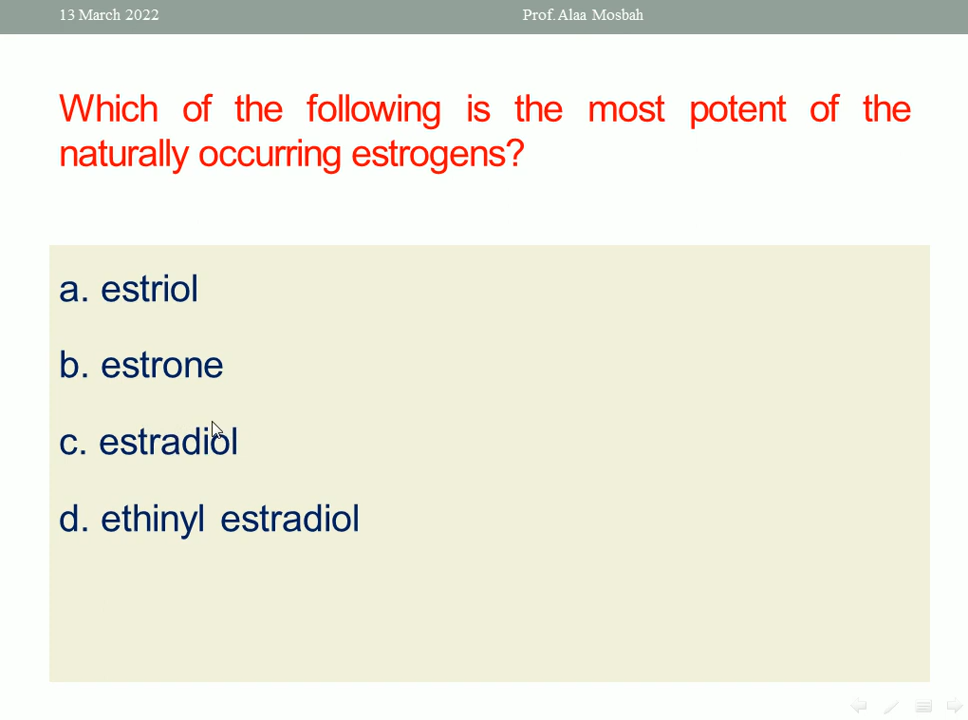 13 March 2022 Prof. Alaa Mosbah
Which of the following is the most potent of the
naturally occurring estrogens?
a. estriol
b. estrone
c. estradiol
d. ethinyl estradiol